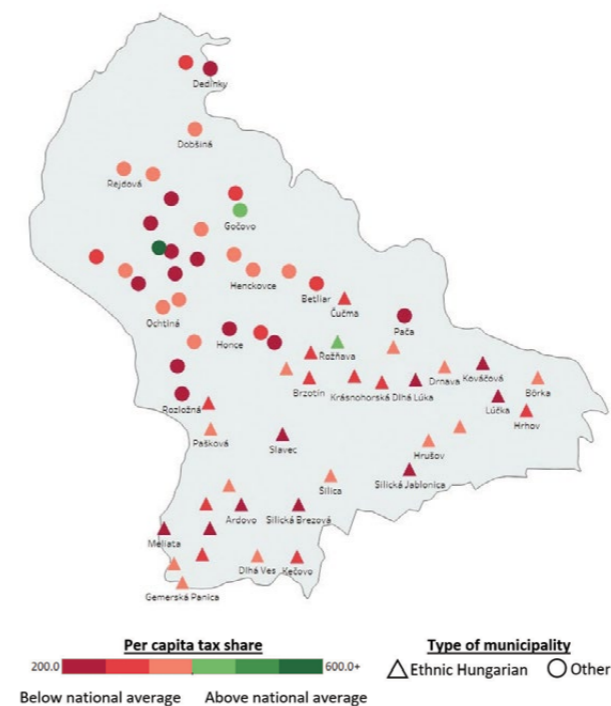 Dedinky
Dobšiná
Rejdová
Gočovo
Henckovce
Betliar
Čučma
Ochtiná
Pača
Honce
Rožňava
Drnava
Kováčová
Bôrka
Brzotín
Krásnohorská Dlhá Lúka
Rozložná
Lúčka
Hrhov
Pašková
Slavec
Hrušov
Silica
Silická Jablonica
Ardovo
Silická Brezová
Meliata
Dlhá Ves
Kečovo
Gemerská Panica
Per capita tax share
Type of municipality
200.0
600.0+
Ethnic Hungarian
Other
Below national average
Above national average